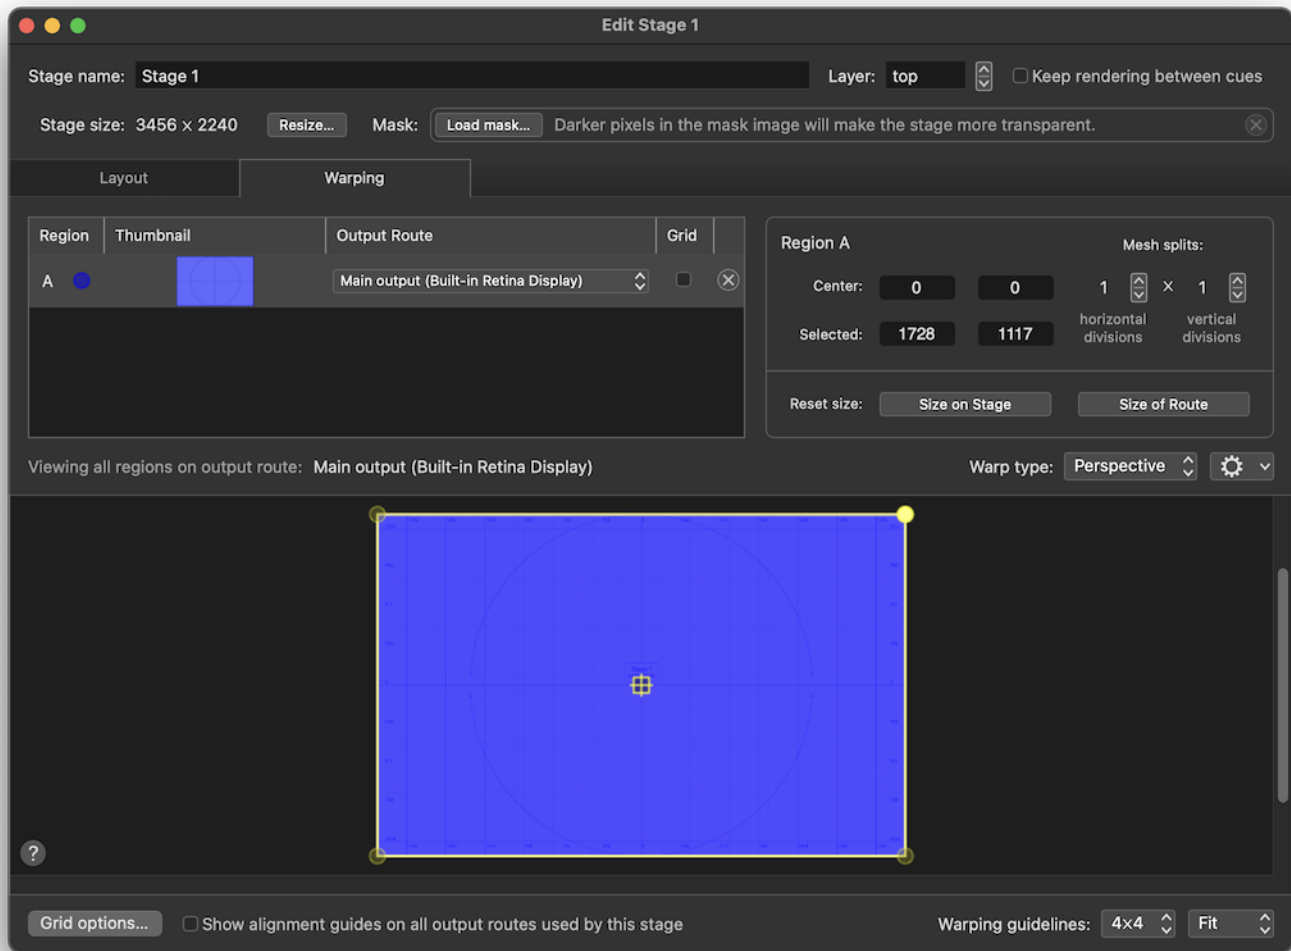 Edit Stage 1
Stage name: Stage 1 Layer: top Keep rendering between cues
Stage size: 3456 × 2240 Resize... Mask: Load mask... Darker pixels in the mask image will make the stage more transparent.
Layout Warping
Region Thumbnail Output Route Grid
A Main output (Built-in Retina Display)
Region A Mesh splits:
Center: 0 0 1 × 1
horizontal divisions vertical divisions
Selected: 1728 1117
Reset size: Size on Stage Size of Route
Viewing all regions on output route: Main output (Built-in Retina Display) Warp type: Perspective
Stage 1
?
Grid options... Show alignment guides on all output routes used by this stage Warping guidelines: 4×4 Fit